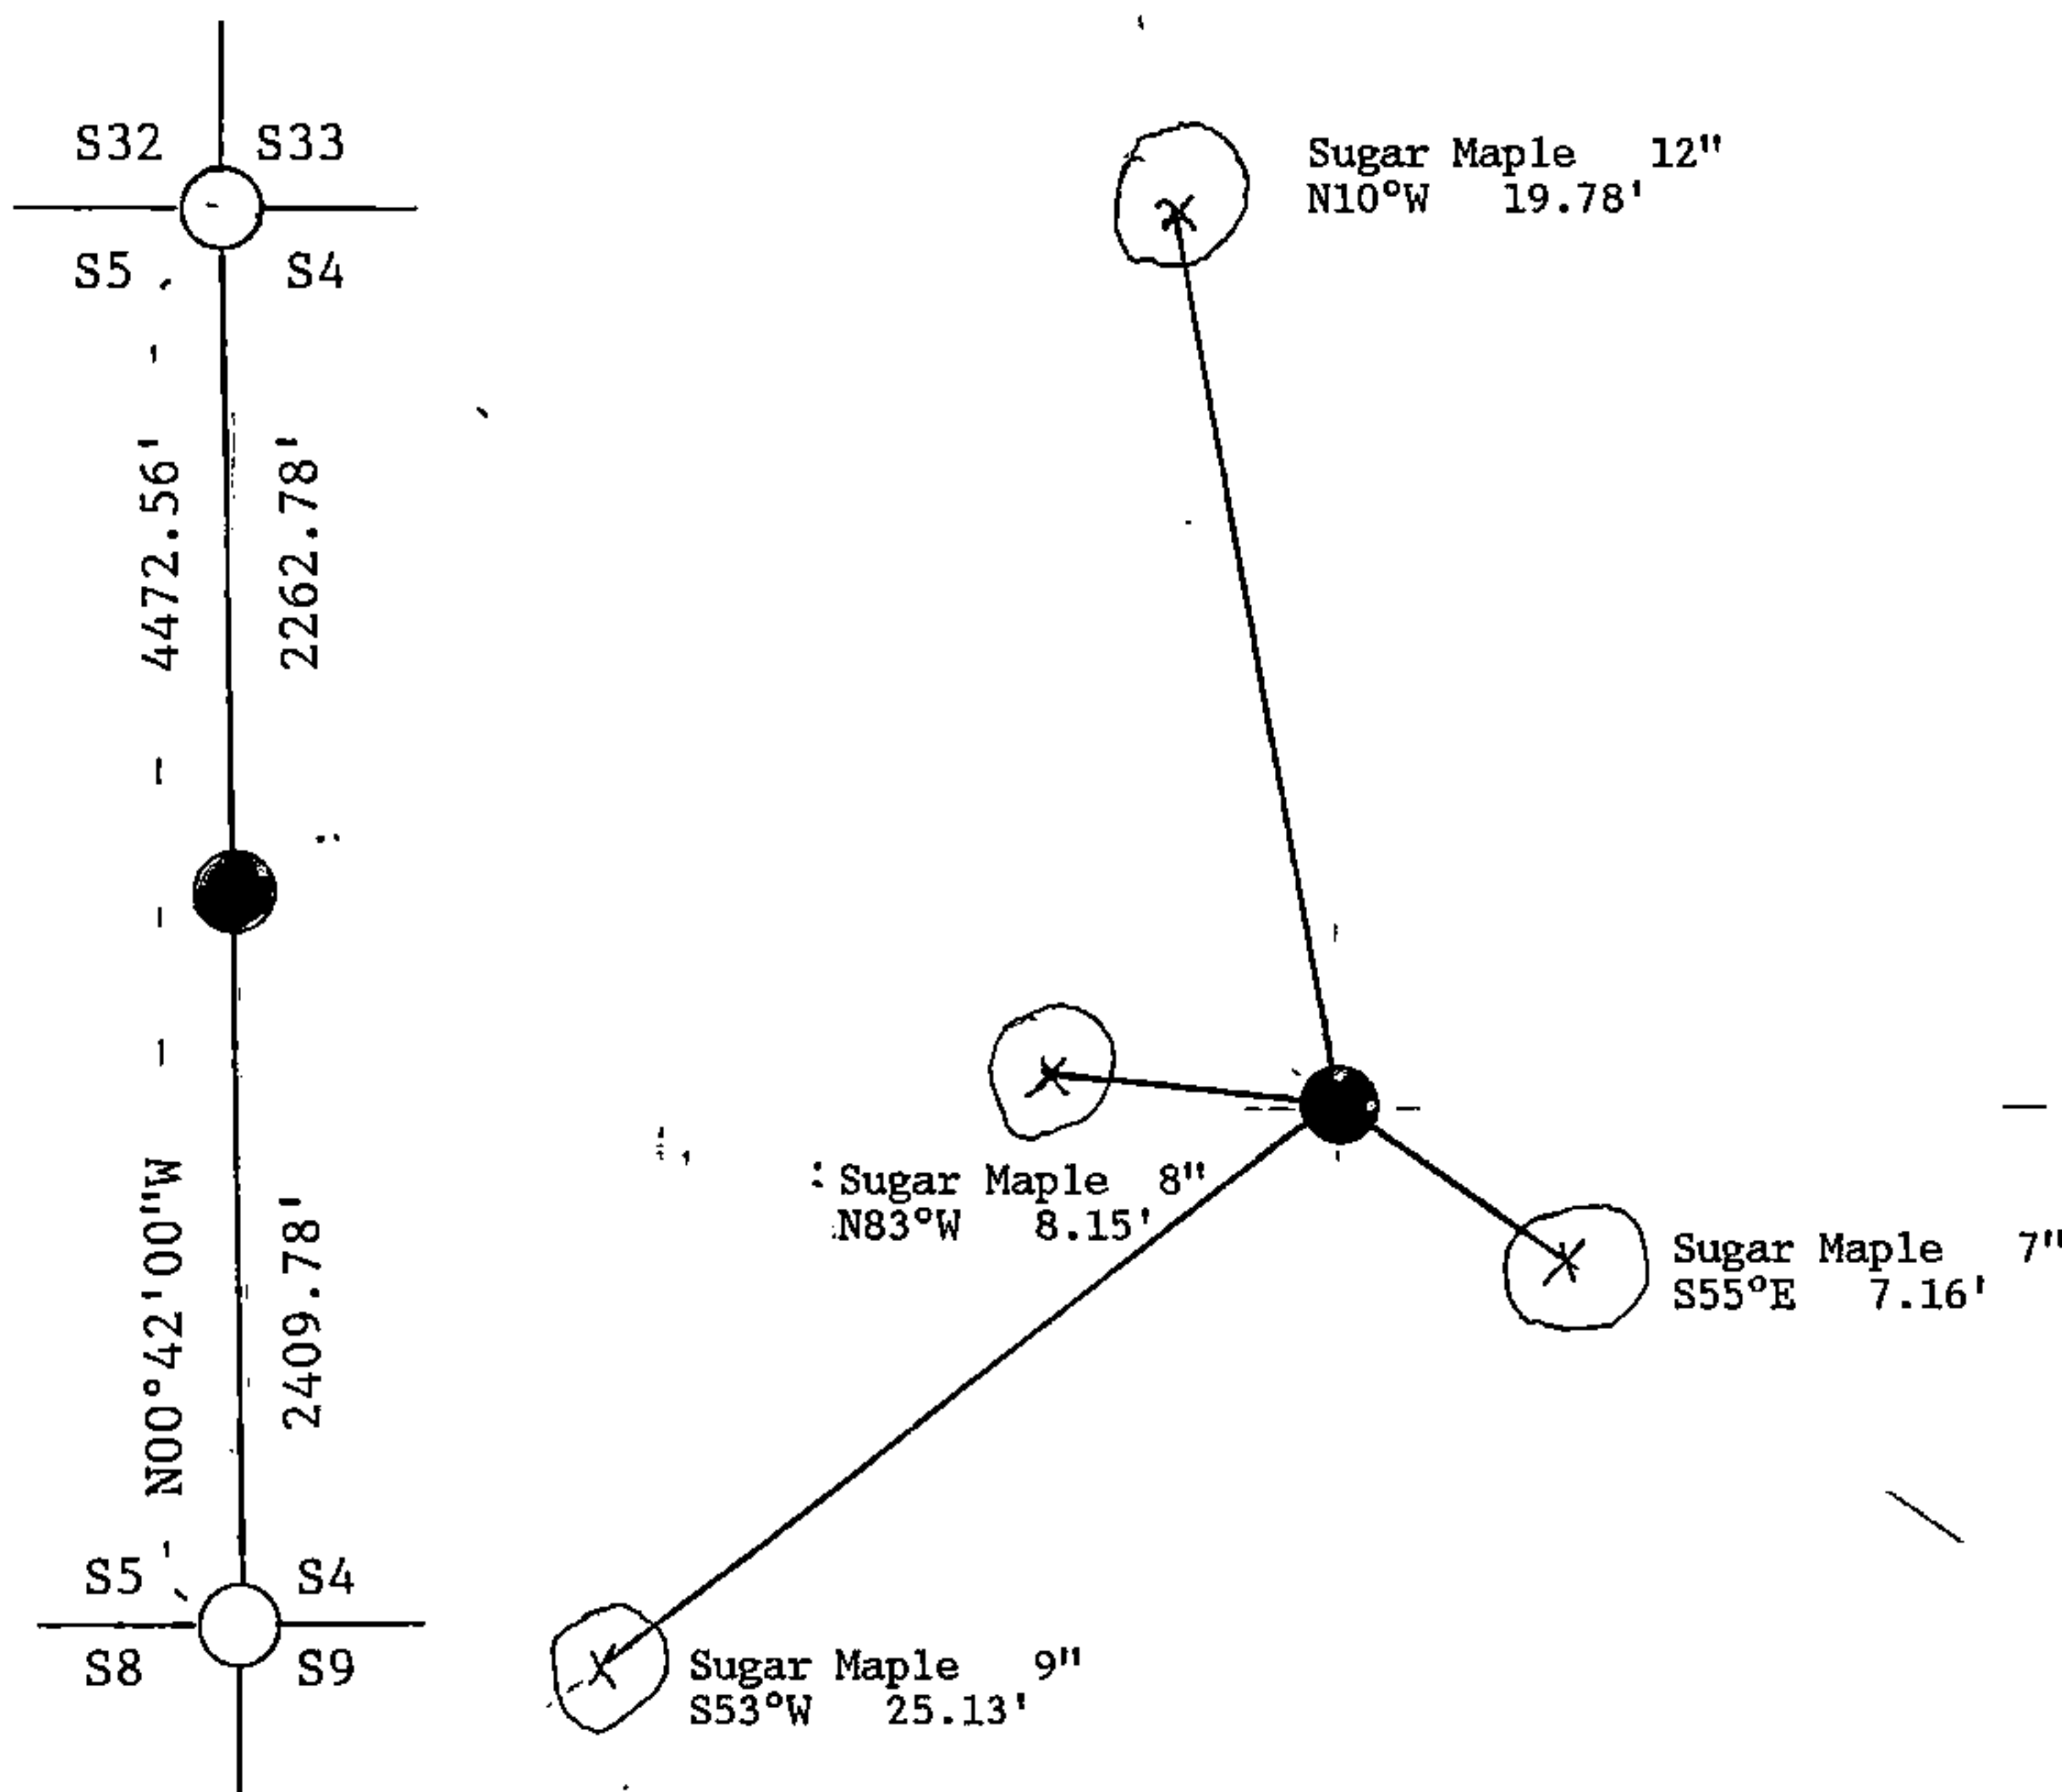 S32 S33
S5 S4
4472.56'
2262.78'
N00°42'00"W
2409.78'
S5 S4
S8 S9
Sugar Maple 12"
N10°W 19.78'
Sugar Maple 8"
N83°W 8.15'
Sugar Maple 7"
S55°E 7.16'
Sugar Maple 9"
S53°W 25.13'